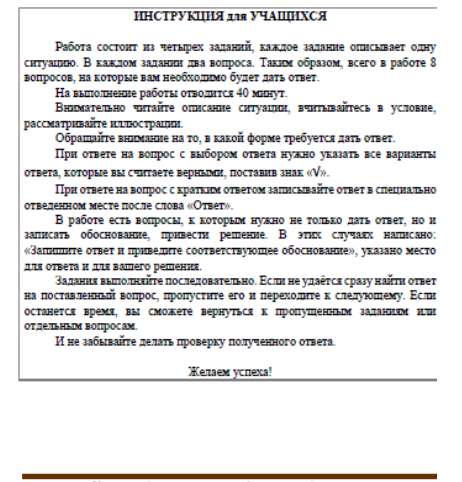 ИНСТРУКЦИЯ для УЧАЩИХСЯ
Работа состоит из четырех заданий, каждое задание описывает одну
ситуацию. В каждом задании два вопроса. Таким образом, всего в работе 8
вопросов, на которые вам необходимо будет дать ответ.
На выполнение работы отводится 40 минут.
Внимательно читайте описание ситуации, вчитывайтесь в условие,
рассматривайте иллюстрации.
Обращайте внимание на то, в какой форме требуется дать ответ.
При ответе на вопрос с выбором ответа нужно указать все варианты
ответа, которые вы считаете верными, поставив знак «√».
При ответе на вопрос с кратким ответом записывайте ответ в специально
отведенном месте после слова «Ответ».
В работе есть вопросы, к которым нужно не только дать ответ, но и
записать обоснование, привести решение. В этих случаях написано:
«Запишите ответ и приведите соответствующее обоснование», указано место
для ответа и для вашего решения.
Задания выполняйте последовательно. Если не удаётся сразу найти ответ
на поставленный вопрос, пропустите его и переходите к следующему. Если
останется время, вы сможете вернуться к пропущенным заданиям или
отдельным вопросам.
И не забывайте делать проверку полученного ответа.
Желаем успеха!